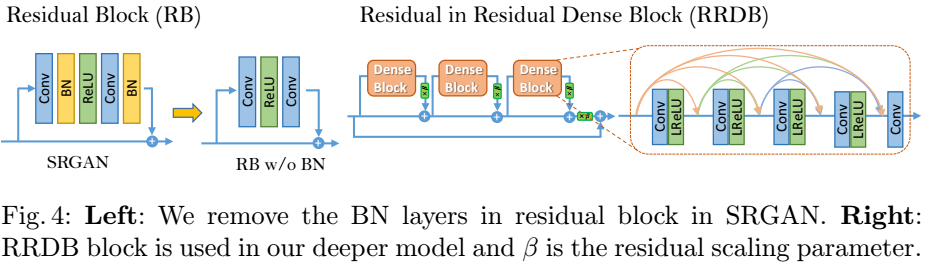 Residual Block (RB)
Residual in Residual Dense Block (RRDB)
Conv
BN
ReLU
Conv
BN
SRGAN
Conv
ReLU
Conv
RB w/o BN
Dense
Block
×β
Dense
Block
×β
Dense
Block
×β
×β
Conv
LReLU
Conv
LReLU
Conv
LReLU
Conv
LReLU
Conv
Fig. 4: Left: We remove the BN layers in residual block in SRGAN. Right:
RRDB block is used in our deeper model and β is the residual scaling parameter.